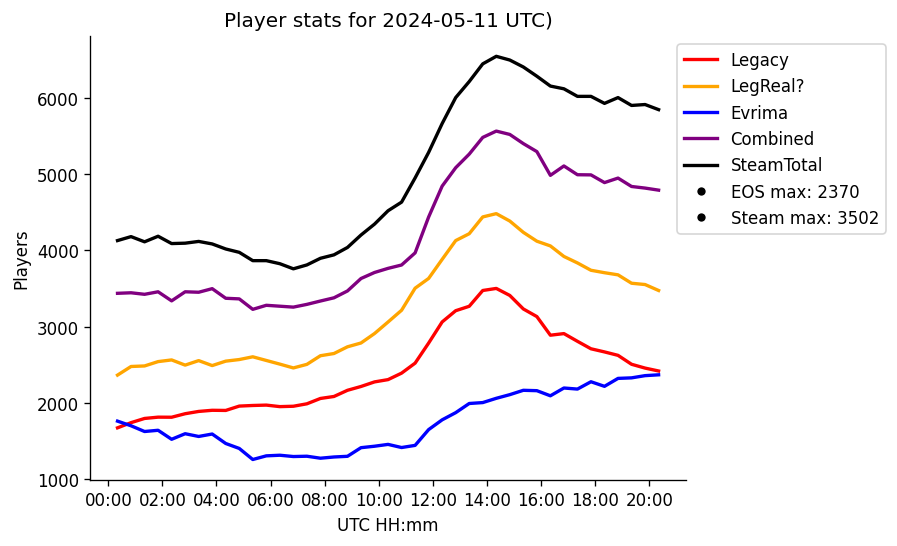 Player stats for 2024-05-11 UTC)
Legacy
LegReal?
Evrima
Combined
SteamTotal
EOS max: 2370
Steam max: 3502
Players
6000
5000
4000
3000
2000
1000
00:00 02:00 04:00 06:00 08:00 10:00 12:00 14:00 16:00 18:00 20:00
UTC HH:mm